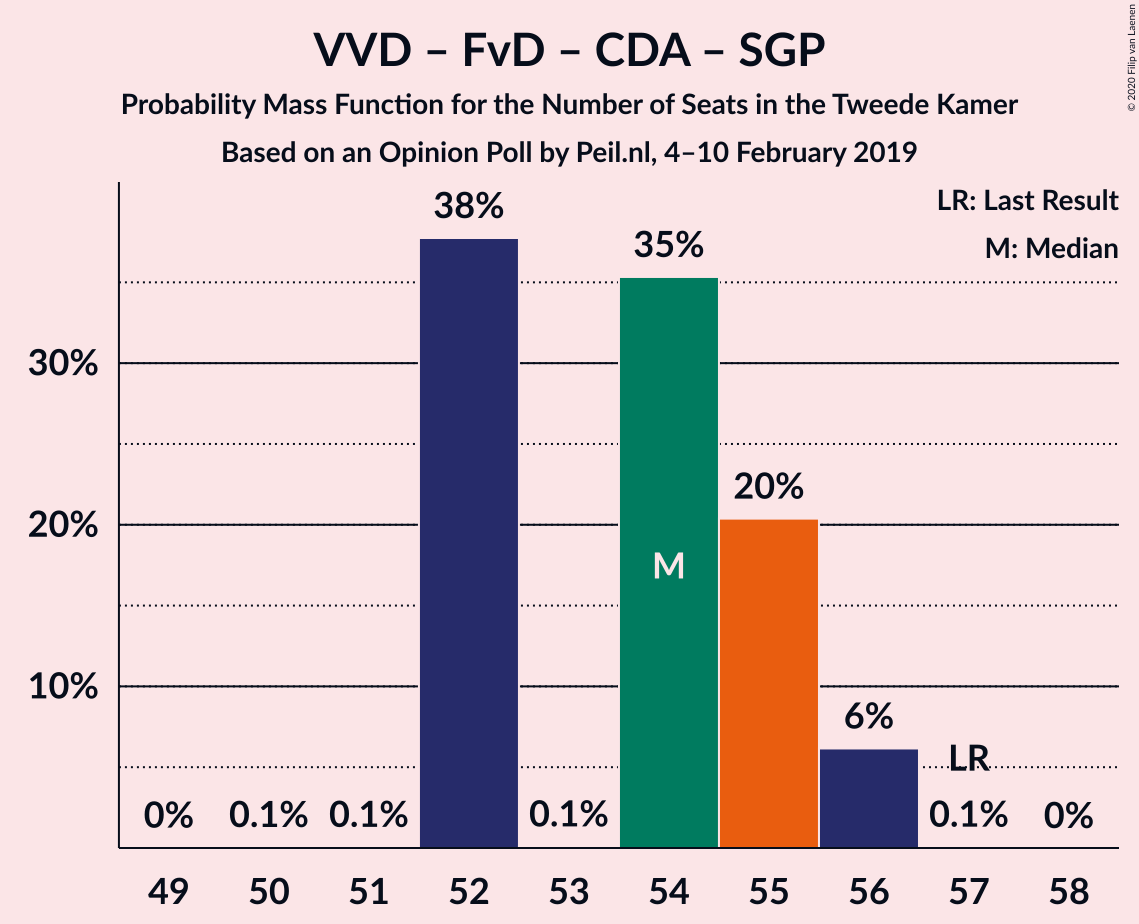 VVD – FvD – CDA – SGP
Probability Mass Function for the Number of Seats in the Tweede Kamer
Based on an Opinion Poll by Peil.nl, 4–10 February 2019
© 2020 Filip van Laenen
LR: Last Result
M: Median
38%
35%
30%
20%
20%
M
10%
6%
LR
0%
0.1%
0.1%
0.1%
0.1%
0%
49 50 51 52 53 54 55 56 57 58